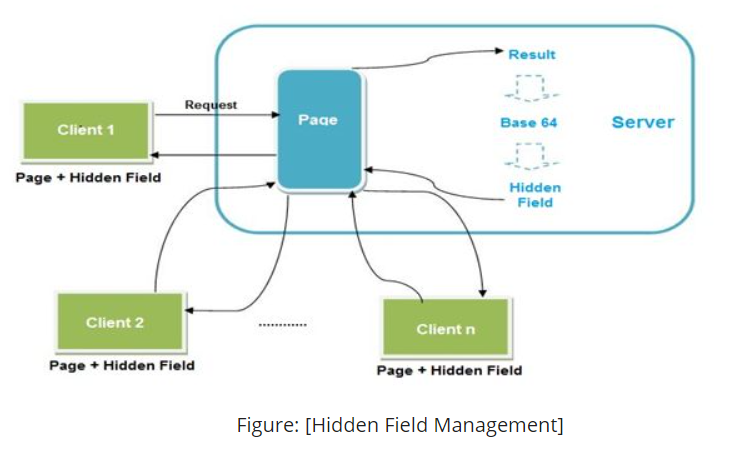 Result
Request
Client 1
Page
Base 64
Server
Page + Hidden Field
Hidden
Field
Client 2
............
Client n
Page + Hidden Field
Page + Hidden Field
Figure: [Hidden Field Management]